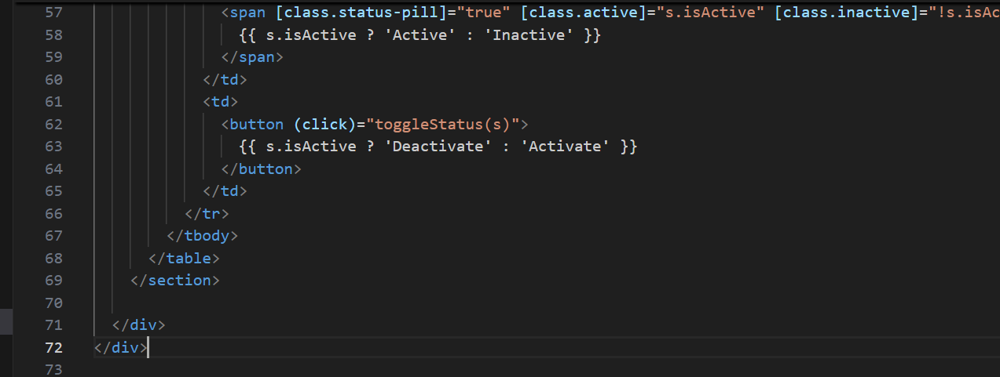 57 <span [class.status-pill]="true" [class.active]="s.isActive" [class.inactive]="!s.isAc
58 {{ s.isActive ? 'Active' : 'Inactive' }}
59 </span>
60 </td>
61 <td>
62 <button (click)="toggleStatus(s)">
63 {{ s.isActive ? 'Deactivate' : 'Activate' }}
64 </button>
65 </td>
66 </tr>
67 </tbody>
68 </table>
69 </section>
70
71 </div>
72 </div>
73